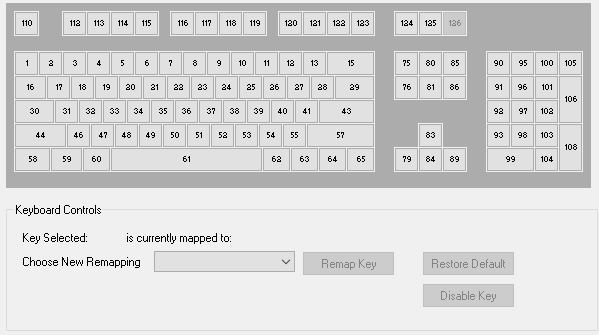 110 112 113 114 115 116 117 118 119 120 121 122 123 124 125 126
1 2 3 4 5 6 7 8 9 10 11 12 13 15 75 80 85 90 95 100 105
16 17 18 19 20 21 22 23 24 25 26 27 28 29 76 81 86 91 96 101
106
30 31 32 33 34 35 36 37 38 39 40 41 43 92 97 102
44 46 47 48 49 50 51 52 53 54 55 57 83 93 98 103
108
58 59 60 61 62 63 64 65 79 84 89 99 104
Keyboard Controls
Key Selected: is currently mapped to:
Choose New Remapping Remap Key Restore Default
Disable Key